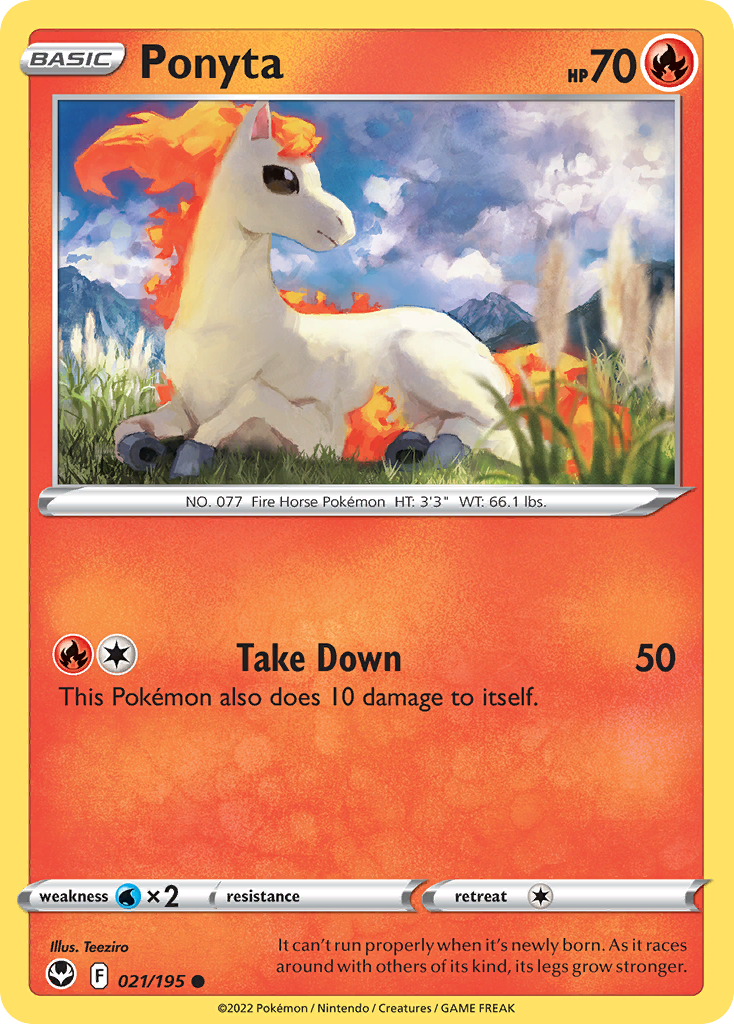 BASIC Ponyta HP 70
NO. 077 Fire Horse Pokémon HT: 3'3" WT: 66.1 lbs.
Take Down 50
This Pokémon also does 10 damage to itself.
weakness ×2 resistance retreat
Illus. Teeziro
It can't run properly when it's newly born. As it races
around with others of its kind, its legs grow stronger.
F 021/195
©2022 Pokémon / Nintendo / Creatures / GAME FREAK